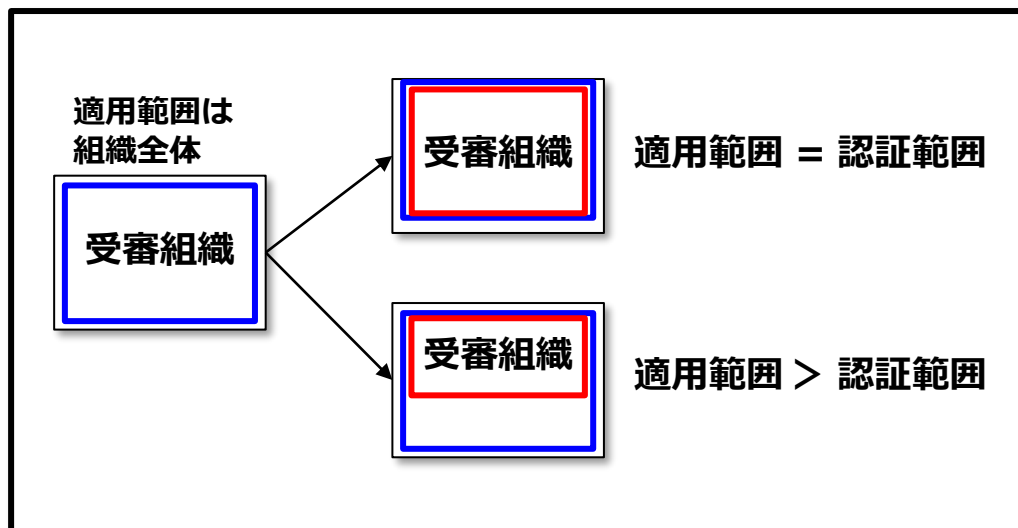 適用範囲は
組織全体
受審組織
受審組織
適用範囲 = 認証範囲
受審組織
適用範囲 ＞ 認証範囲